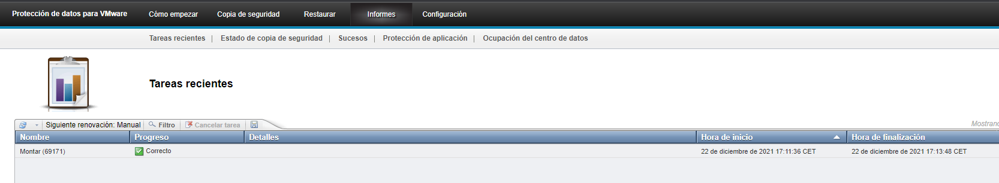 Protección de datos para VMware Cómo empezar Copia de seguridad Restaurar Informes Configuración
Tareas recientes | Estado de copia de seguridad | Sucesos | Protección de aplicación | Ocupación del centro de datos
Tareas recientes
Siguiente renovación: Manual Filtro Cancelar tarea
Nombre Progreso Detalles Hora de inicio Hora de finalización
Montar (69171) Correcto 22 de diciembre de 2021 17:11:36 CET 22 de diciembre de 2021 17:13:48 CET